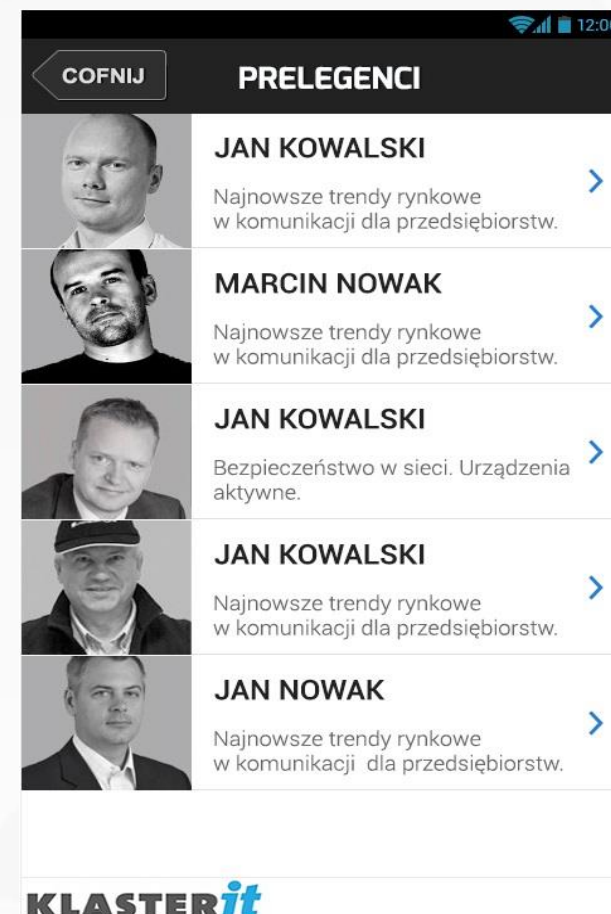 12:00
COFNIJ
PRELEGENCI
JAN KOWALSKI
Najnowsze trendy rynkowe
w komunikacji dla przedsiębiorstw.
MARCIN NOWAK
Najnowsze trendy rynkowe
w komunikacji dla przedsiębiorstw.
JAN KOWALSKI
Bezpieczeństwo w sieci. Urządzenia
aktywne.
JAN KOWALSKI
Najnowsze trendy rynkowe
w komunikacji dla przedsiębiorstw.
JAN NOWAK
Najnowsze trendy rynkowe
w komunikacji dla przedsiębiorstw.
KLASTERit